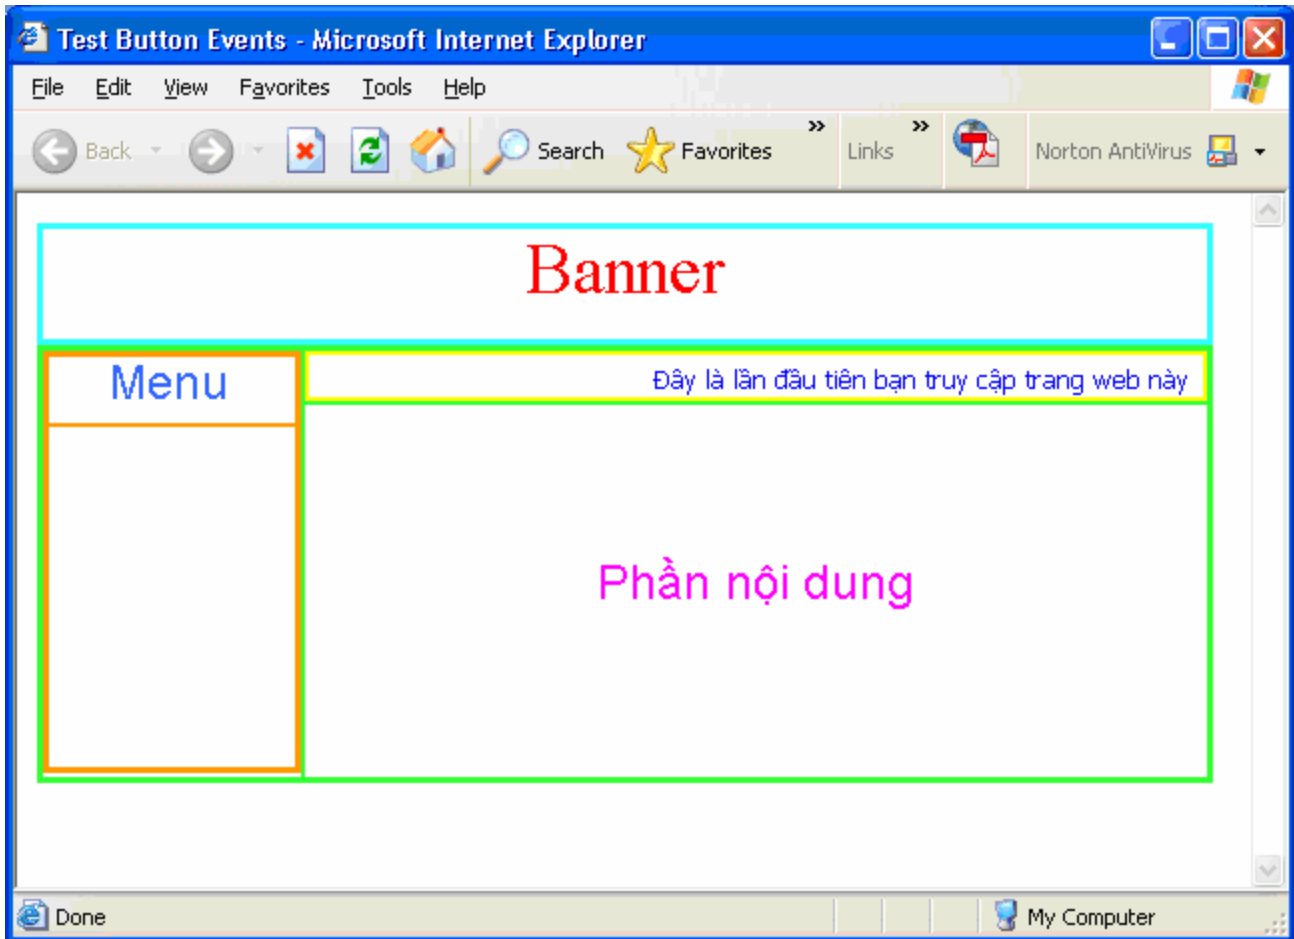 Test Button Events - Microsoft Internet Explorer
File Edit View Favorites Tools Help
Back Search Favorites » Links » Norton AntiVirus
Banner
Menu
Đây là lần đầu tiên bạn truy cập trang web này
Phần nội dung
Done My Computer